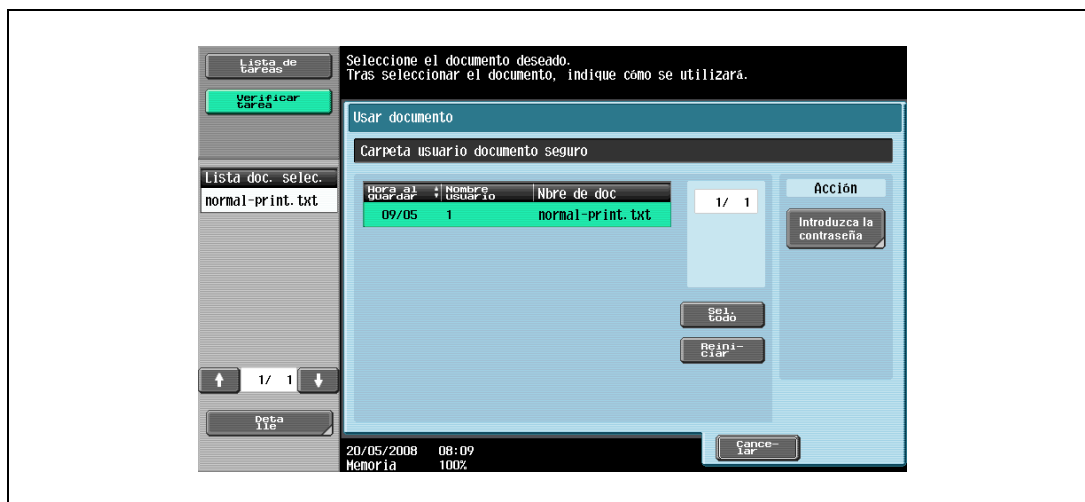 Lista de
tareas
Verificar
tarea
Lista doc. selec.
normal-print.txt
1/ 1
Deta
lle
Seleccione el documento deseado.
Tras seleccionar el documento, indique cómo se utilizará.
Usar documento
Carpeta usuario documento seguro
Hora al guardar Nombre usuario Nbre de doc
09/05 1 normal-print.txt
1/ 1
Sel.
todo
Reini-
ciar
Acción
Introduzca la
contraseña
20/05/2008 08:09
Memoria 100%
Cance-
lar